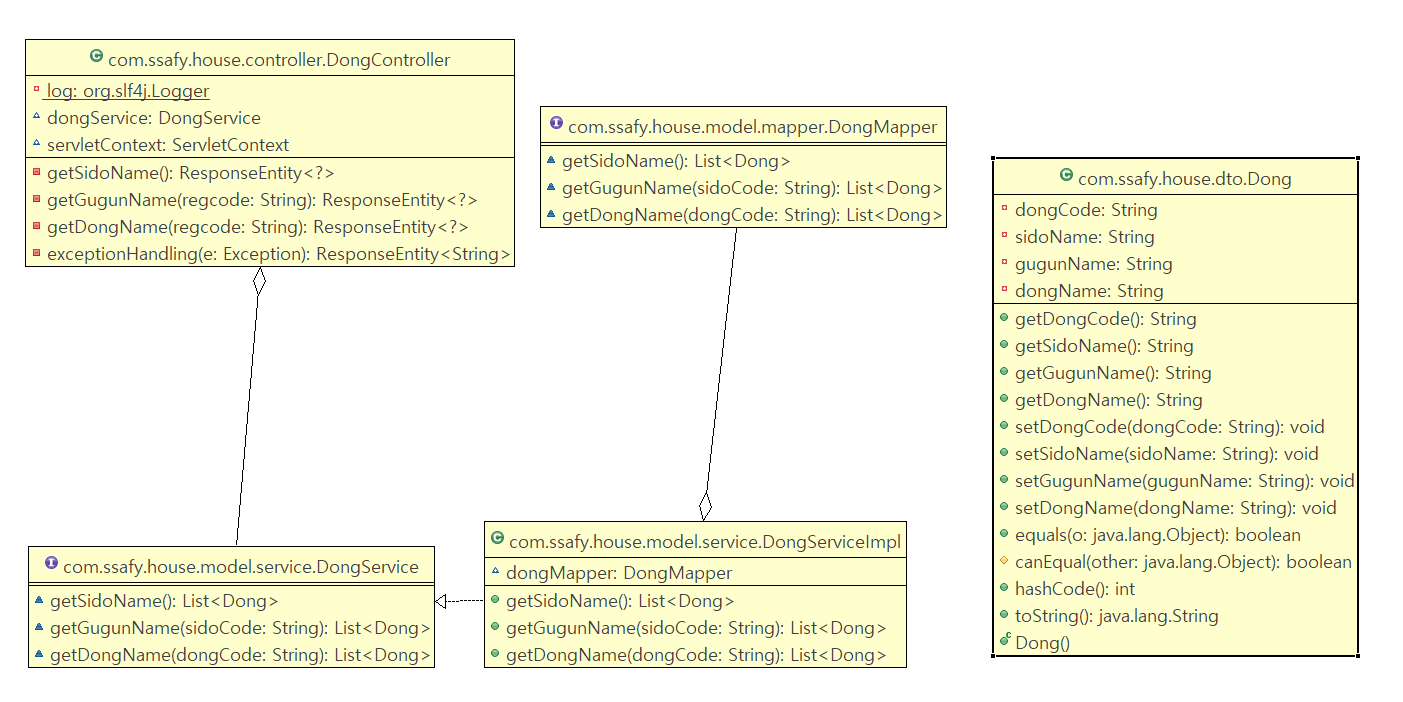 com.ssafy.house.controller.DongController
log: org.slf4j.Logger
dongService: DongService
servletContext: ServletContext
getSidoName(): ResponseEntity<?>
getGugunName(regcode: String): ResponseEntity<?>
getDongName(regcode: String): ResponseEntity<?>
exceptionHandling(e: Exception): ResponseEntity<String>
com.ssafy.house.model.mapper.DongMapper
getSidoName(): List<Dong>
getGugunName(sidoCode: String): List<Dong>
getDongName(dongCode: String): List<Dong>
com.ssafy.house.dto.Dong
dongCode: String
sidoName: String
gugunName: String
dongName: String
getDongCode(): String
getSidoName(): String
getGugunName(): String
getDongName(): String
setDongCode(dongCode: String): void
setSidoName(sidoName: String): void
setGugunName(gugunName: String): void
setDongName(dongName: String): void
equals(o: java.lang.Object): boolean
canEqual(other: java.lang.Object): boolean
hashCode(): int
toString(): java.lang.String
Dong()
com.ssafy.house.model.service.DongService
getSidoName(): List<Dong>
getGugunName(sidoCode: String): List<Dong>
getDongName(dongCode: String): List<Dong>
com.ssafy.house.model.service.DongServiceImpl
dongMapper: DongMapper
getSidoName(): List<Dong>
getGugunName(sidoCode: String): List<Dong>
getDongName(dongCode: String): List<Dong>